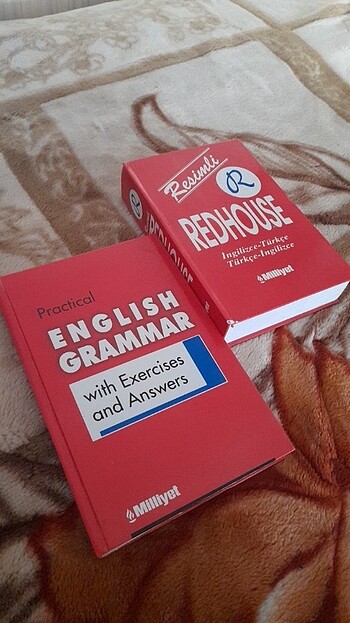 Resimli
R
REDHOUSE
İngilizce-Türkçe
Türkçe-İngilizce
Milliyet
REDHOUSE
Practical
ENGLISH
GRAMMAR
with Exercises
and Answers
Milliyet